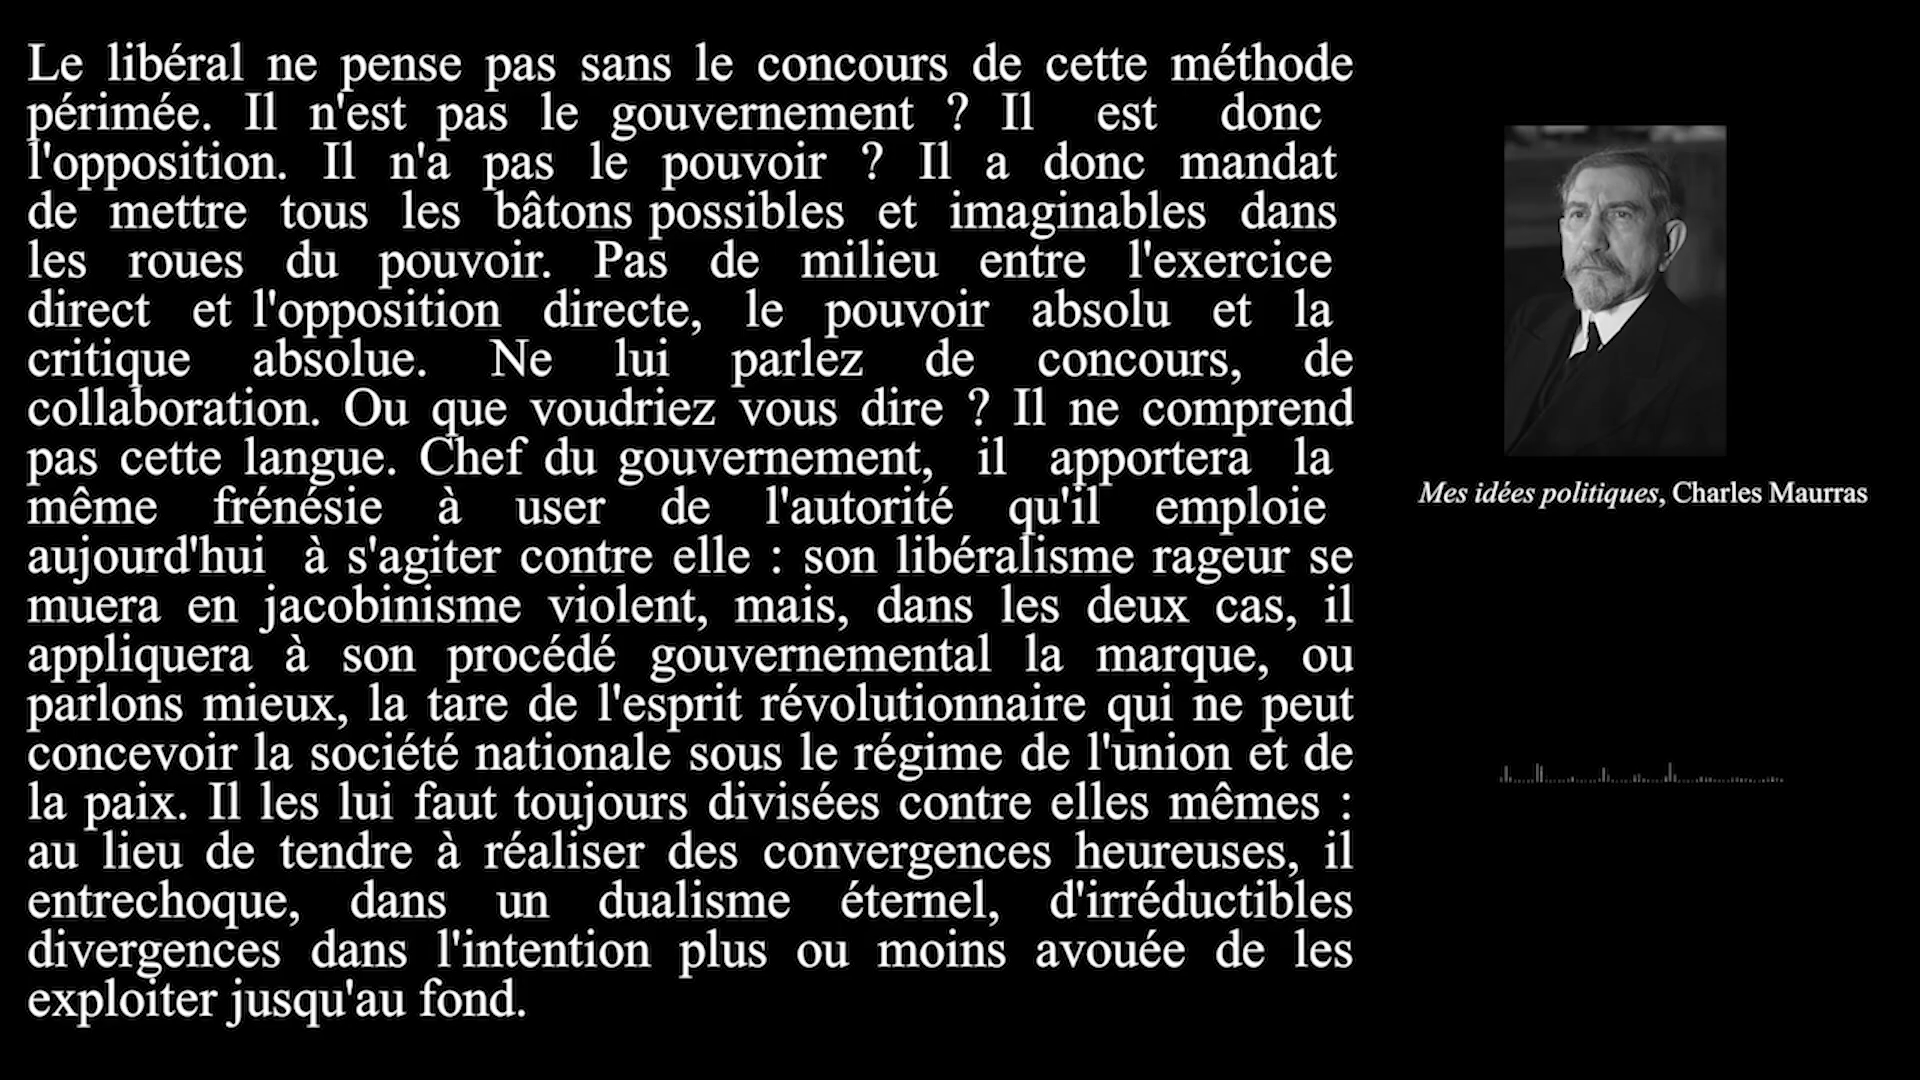 Le libéral ne pense pas sans le concours de cette méthode
périmée. Il n'est pas le gouvernement ? Il est donc
l'opposition. Il n'a pas le pouvoir ? Il a donc mandat
de mettre tous les bâtons possibles et imaginables dans
les roues du pouvoir. Pas de milieu entre l'exercice
direct et l'opposition directe, le pouvoir absolu et la
critique absolue. Ne lui parlez de concours, de
collaboration. Ou que voudriez vous dire ? Il ne comprend
pas cette langue. Chef du gouvernement, il apportera la
même frénésie à user de l'autorité qu'il emploie
aujourd'hui à s'agiter contre elle : son libéralisme rageur se
muera en jacobinisme violent, mais, dans les deux cas, il
appliquera à son procédé gouvernemental la marque, ou
parlons mieux, la tare de l'esprit révolutionnaire qui ne peut
concevoir la société nationale sous le régime de l'union et de
la paix. Il les lui faut toujours divisées contre elles mêmes :
au lieu de tendre à réaliser des convergences heureuses, il
entrechoque, dans un dualisme éternel, d'irréductibles
divergences dans l'intention plus ou moins avouée de les
exploiter jusqu'au fond.
Mes idées politiques, Charles Maurras